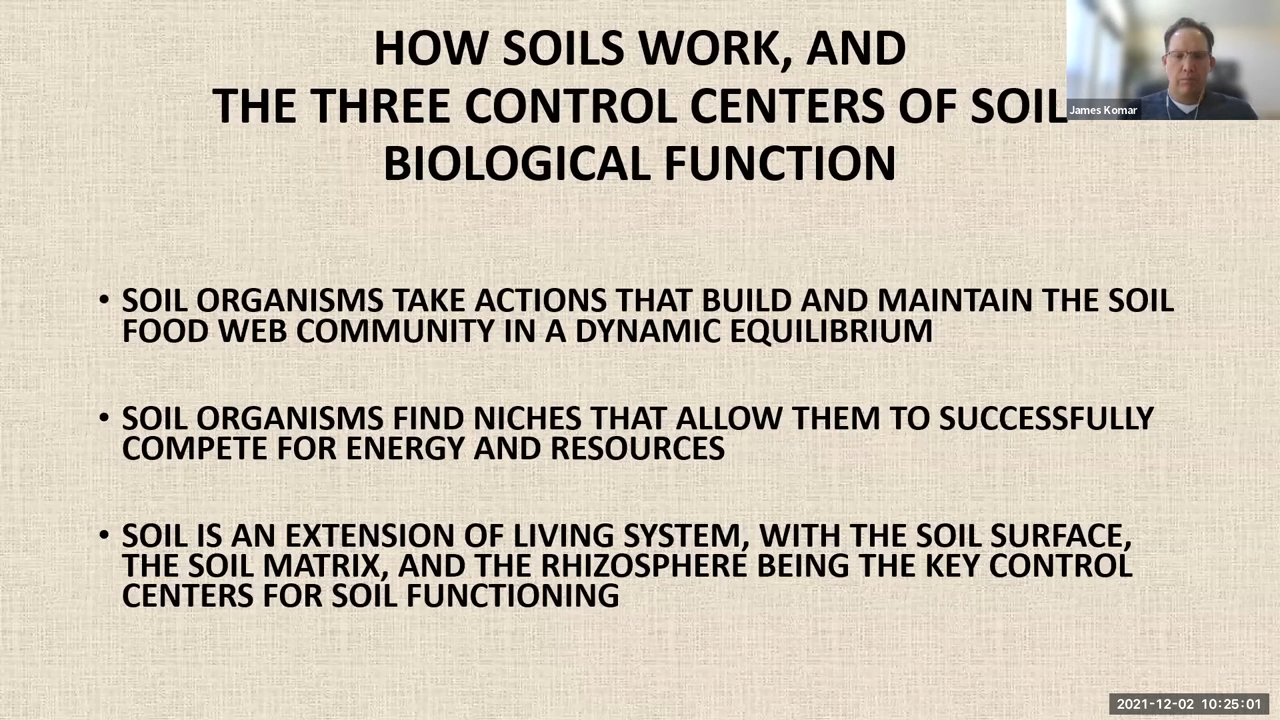 HOW SOILS WORK, AND
THE THREE CONTROL CENTERS OF SOIL
BIOLOGICAL FUNCTION
James Komar
• SOIL ORGANISMS TAKE ACTIONS THAT BUILD AND MAINTAIN THE SOIL
FOOD WEB COMMUNITY IN A DYNAMIC EQUILIBRIUM
• SOIL ORGANISMS FIND NICHES THAT ALLOW THEM TO SUCCESSFULLY
COMPETE FOR ENERGY AND RESOURCES
• SOIL IS AN EXTENSION OF LIVING SYSTEM, WITH THE SOIL SURFACE,
THE SOIL MATRIX, AND THE RHIZOSPHERE BEING THE KEY CONTROL
CENTERS FOR SOIL FUNCTIONING
2021-12-02 10:25:01